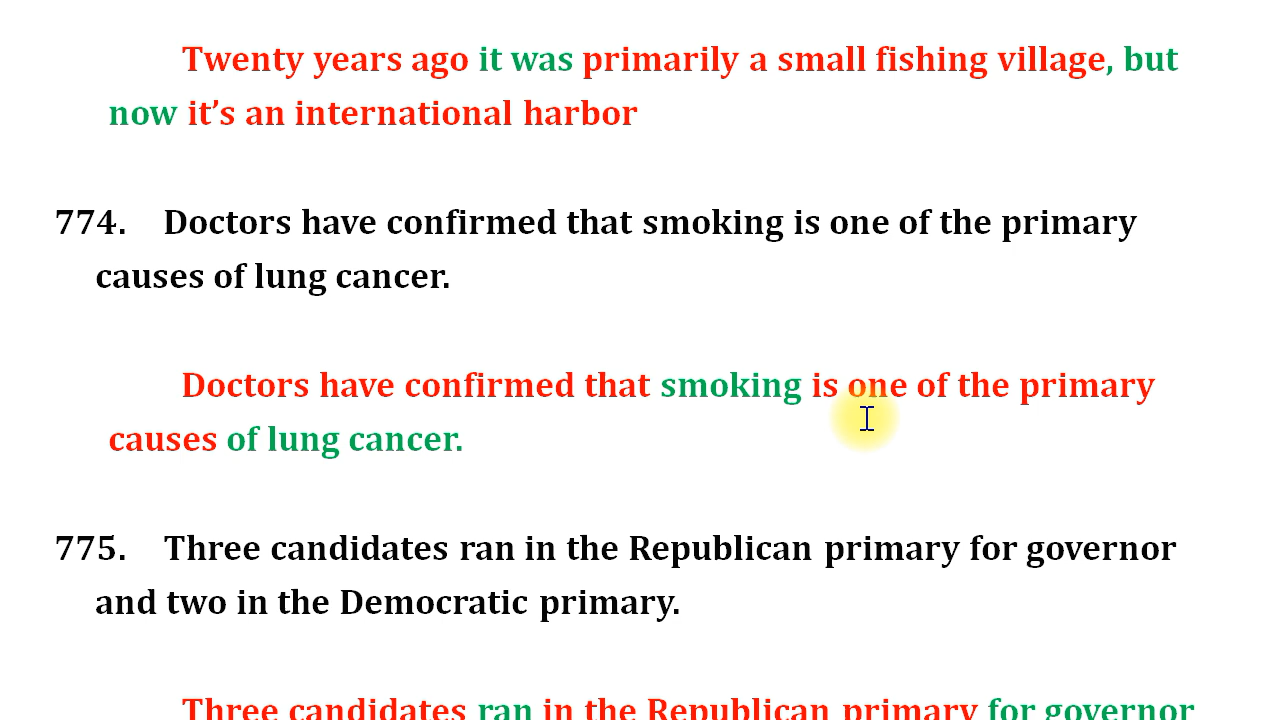 Twenty years ago it was primarily a small fishing village, but
now it’s an international harbor
774. Doctors have confirmed that smoking is one of the primary
causes of lung cancer.
Doctors have confirmed that smoking is one of the primary
causes of lung cancer.
775. Three candidates ran in the Republican primary for governor
and two in the Democratic primary.
Three candidates ran in the Republican primary for governor